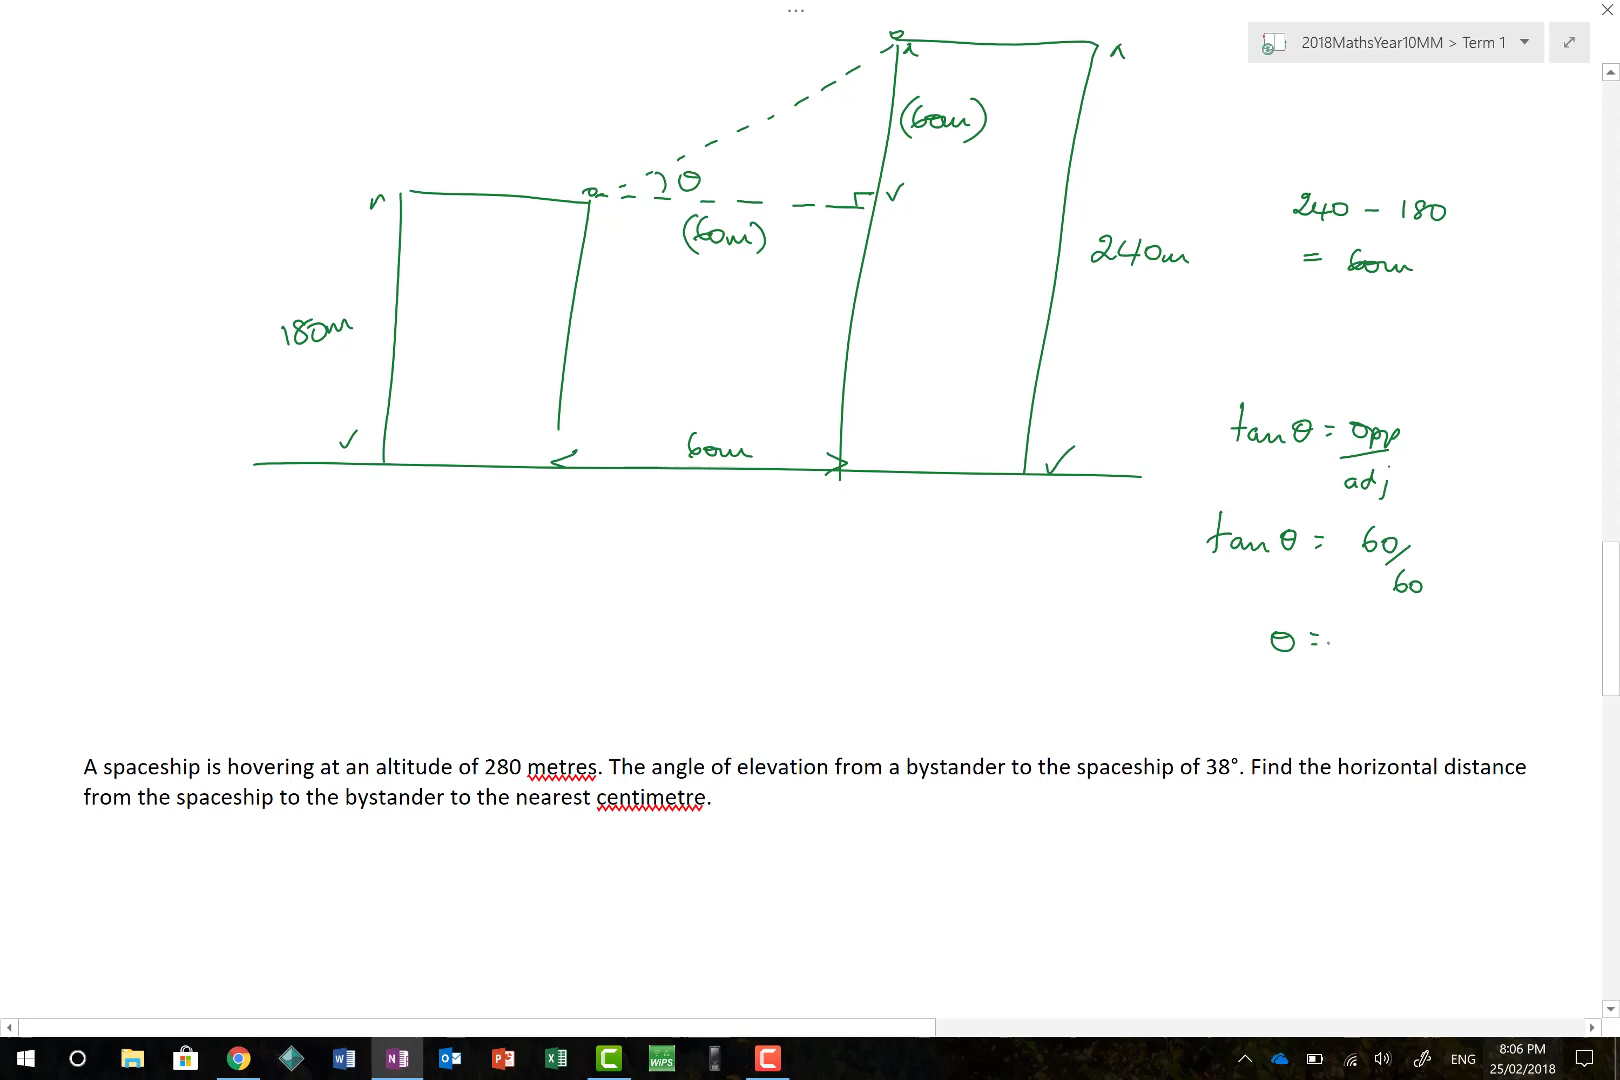 2018MathsYear10MM > Term 1
(60m)
θ
(60m)
240 - 180
= 60m
240m
180m
60m
tan θ = opp
adj
tan θ = 60/
60
θ =
A spaceship is hovering at an altitude of 280 metres. The angle of elevation from a bystander to the spaceship of 38°. Find the horizontal distance
from the spaceship to the bystander to the nearest centimetre.
WiPS
ENG
8:06 PM
25/02/2018